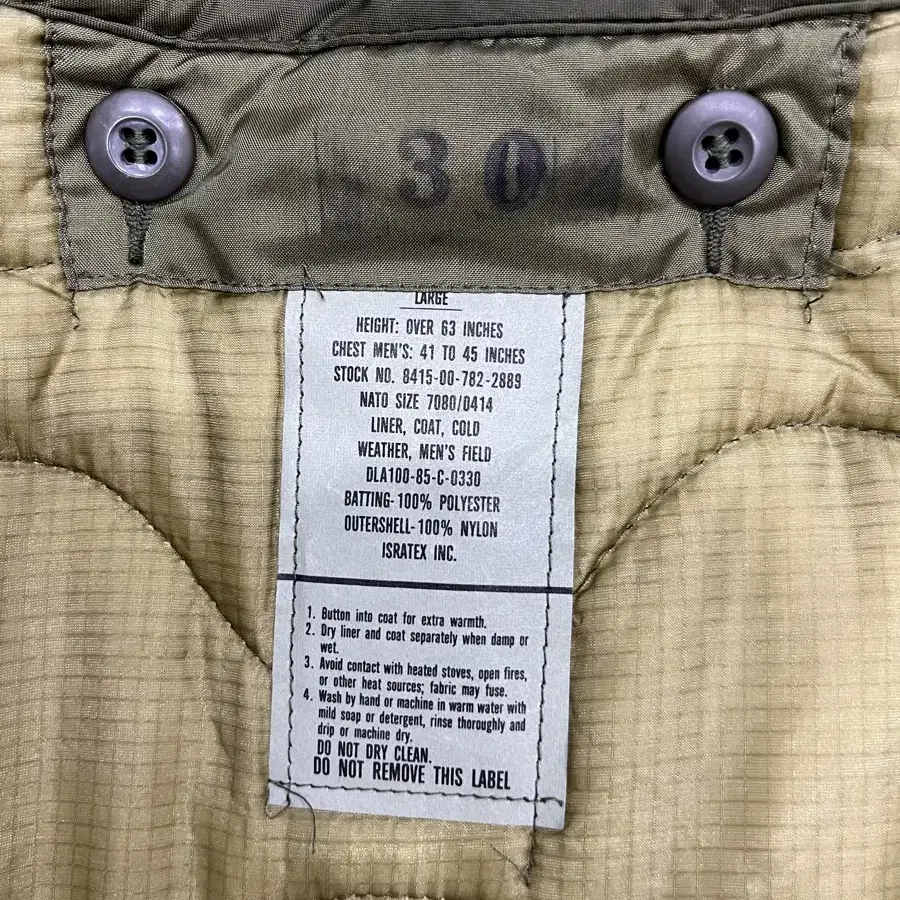 30
LARGE
HEIGHT: OVER 63 INCHES
CHEST MEN'S: 41 TO 45 INCHES
STOCK NO. 8415-00-782-2889
NATO SIZE 7080/0414
LINER, COAT, COLD
WEATHER, MEN'S FIELD
DLA100-85-C-0330
BATTING-100% POLYESTER
OUTERSHELL-100% NYLON
ISRATEX INC.
1. Button into coat for extra warmth.
2. Dry liner and coat separately when damp or
wet.
3. Avoid contact with heated stoves, open fires,
or other heat sources; fabric may fuse.
4. Wash by hand or machine in warm water with
mild soap or detergent, rinse thoroughly and
drip or machine dry.
DO NOT DRY CLEAN.
DO NOT REMOVE THIS LABEL